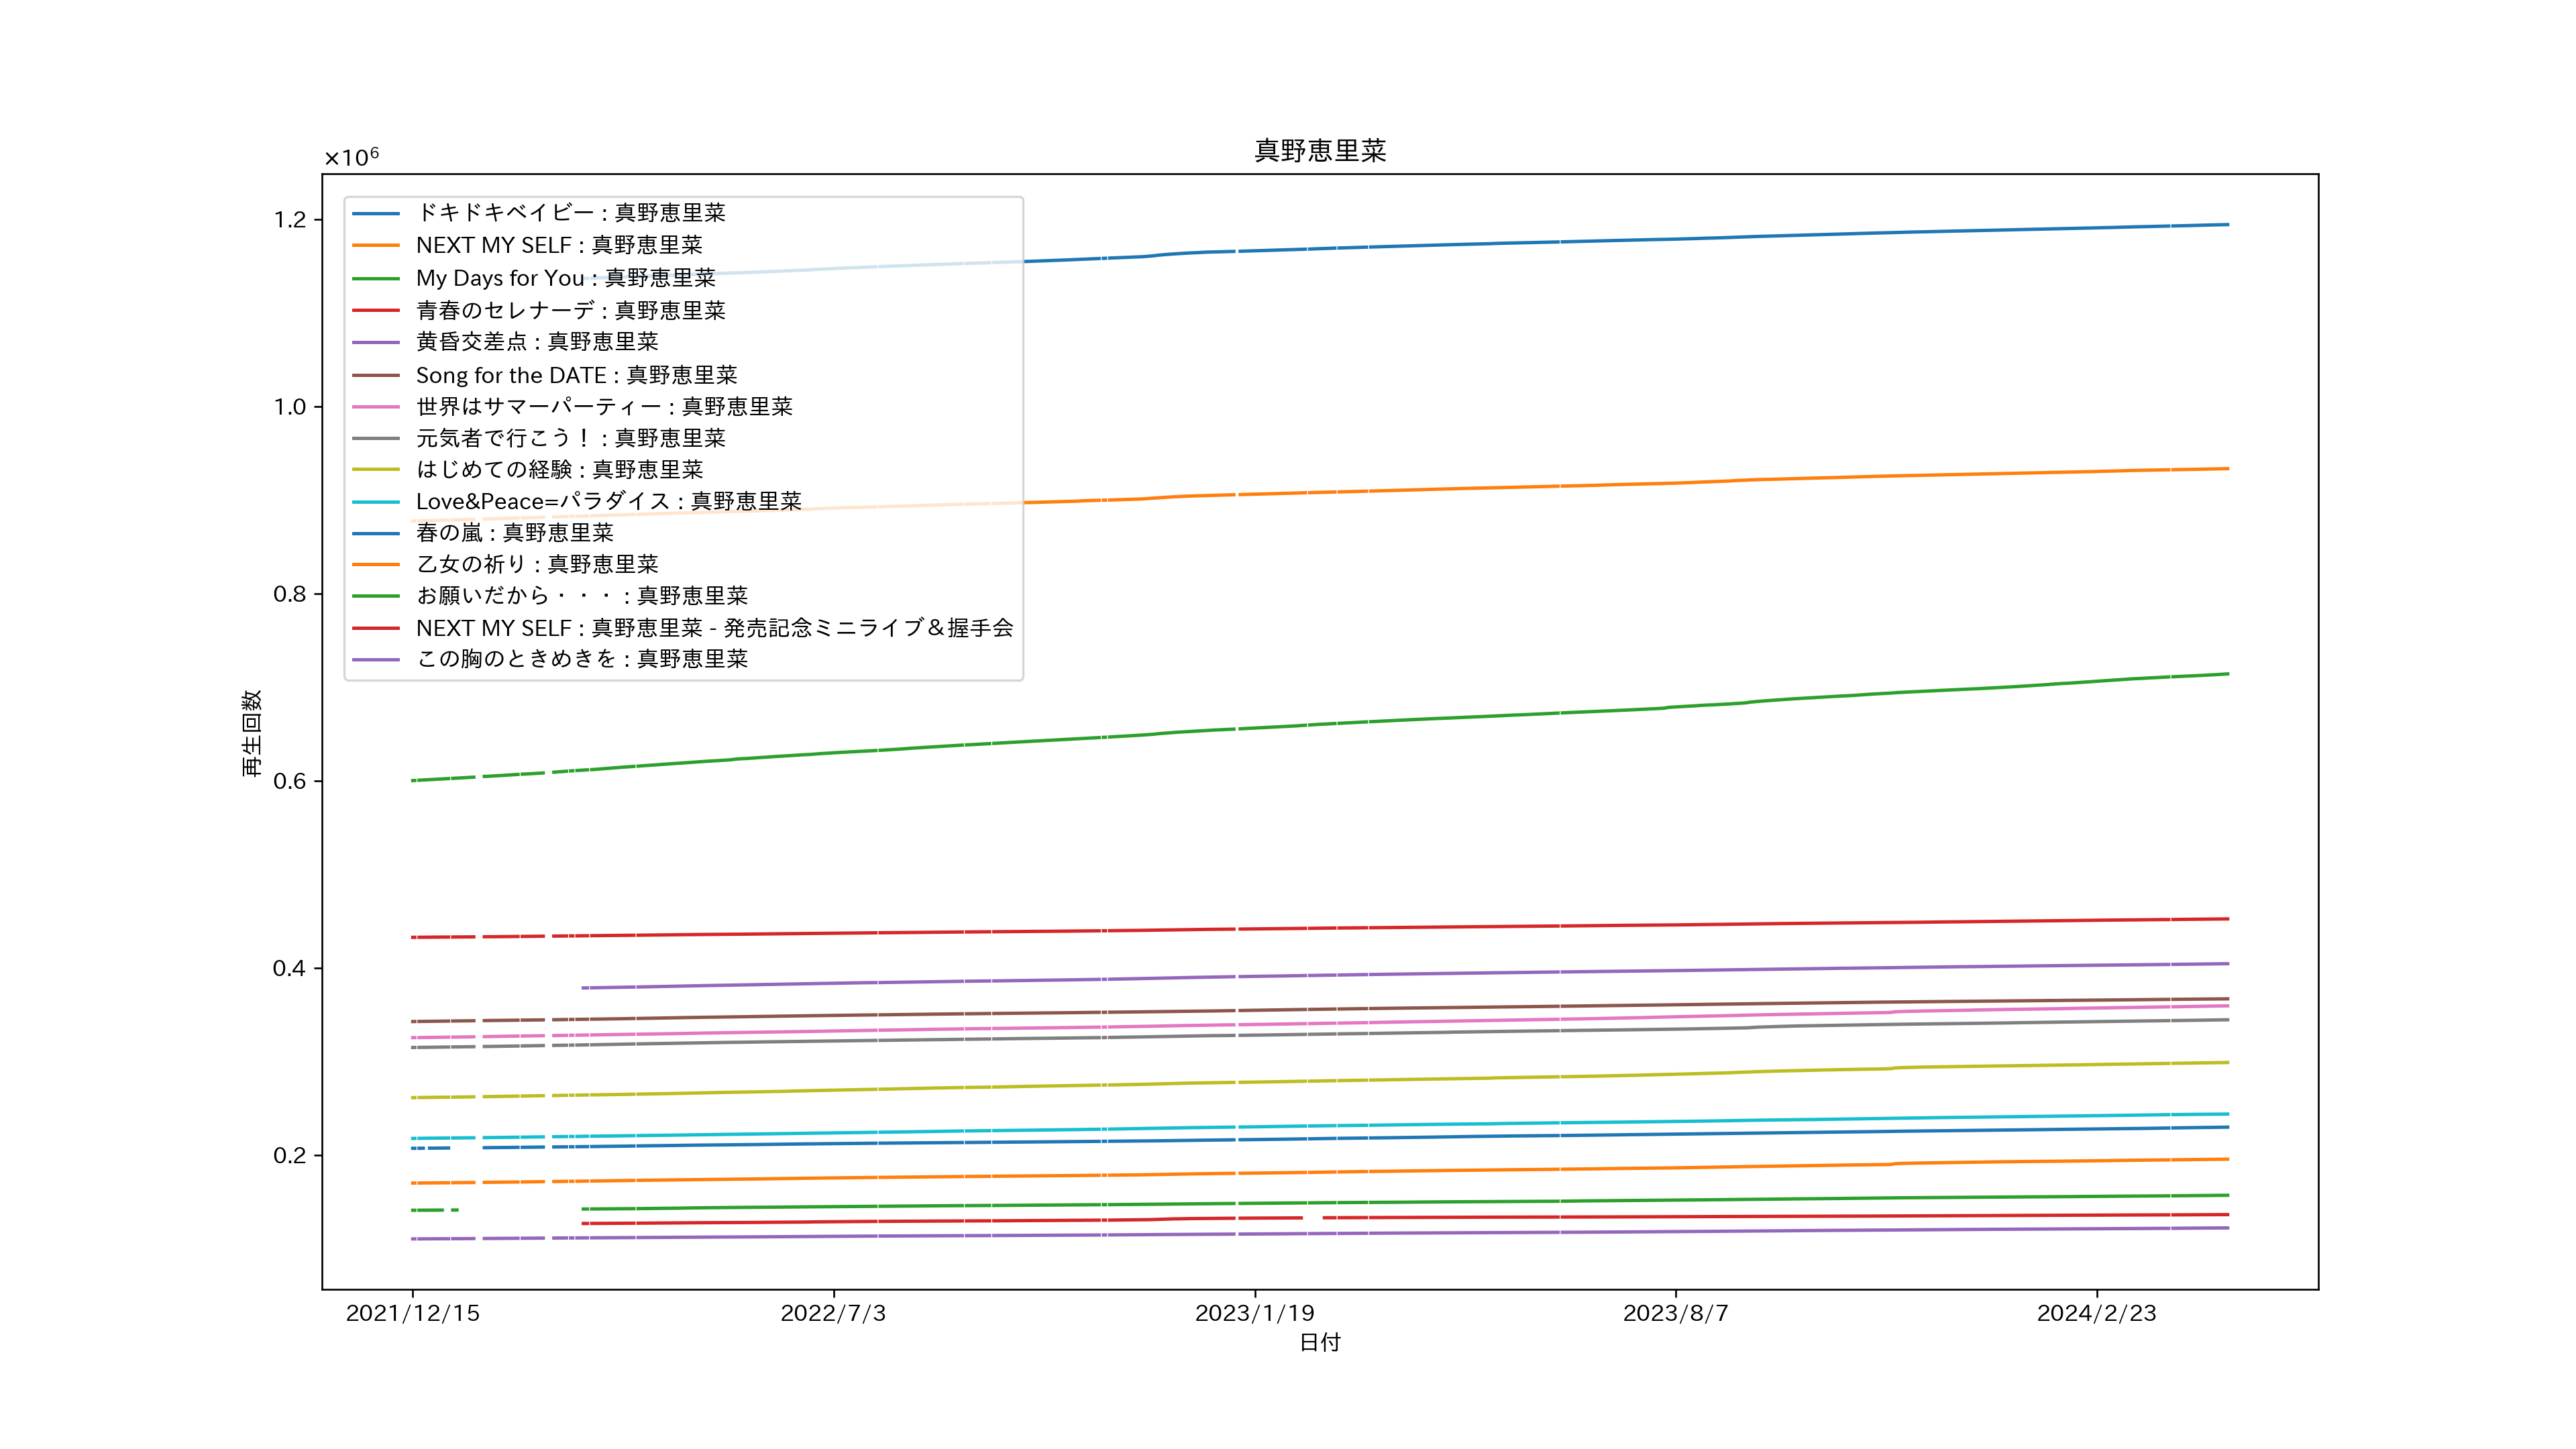 真野恵里菜
×10⁶
1.2
1.0
0.8
0.6
0.4
0.2
再生回数
ドキドキベイビー : 真野恵里菜
NEXT MY SELF : 真野恵里菜
My Days for You : 真野恵里菜
青春のセレナーデ : 真野恵里菜
黄昏交差点 : 真野恵里菜
Song for the DATE : 真野恵里菜
世界はサマーパーティー : 真野恵里菜
元気者で行こう！ : 真野恵里菜
はじめての経験 : 真野恵里菜
Love&Peace=パラダイス : 真野恵里菜
春の嵐 : 真野恵里菜
乙女の祈り : 真野恵里菜
お願いだから・・・ : 真野恵里菜
NEXT MY SELF : 真野恵里菜 - 発売記念ミニライブ＆握手会
この胸のときめきを : 真野恵里菜
2021/12/15
2022/7/3
2023/1/19
2023/8/7
2024/2/23
日付